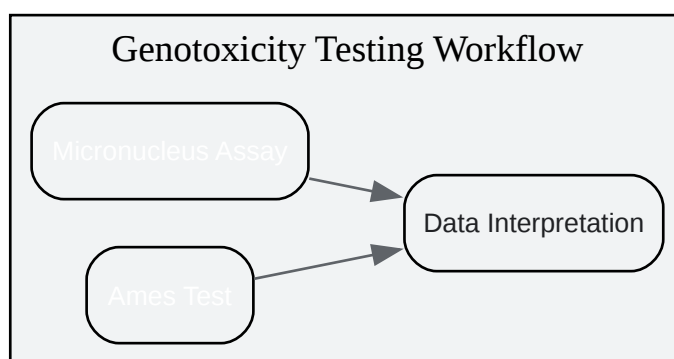 Genotoxicity Testing Workflow
Micronucleus Assay
Data Interpretation
Ames Test